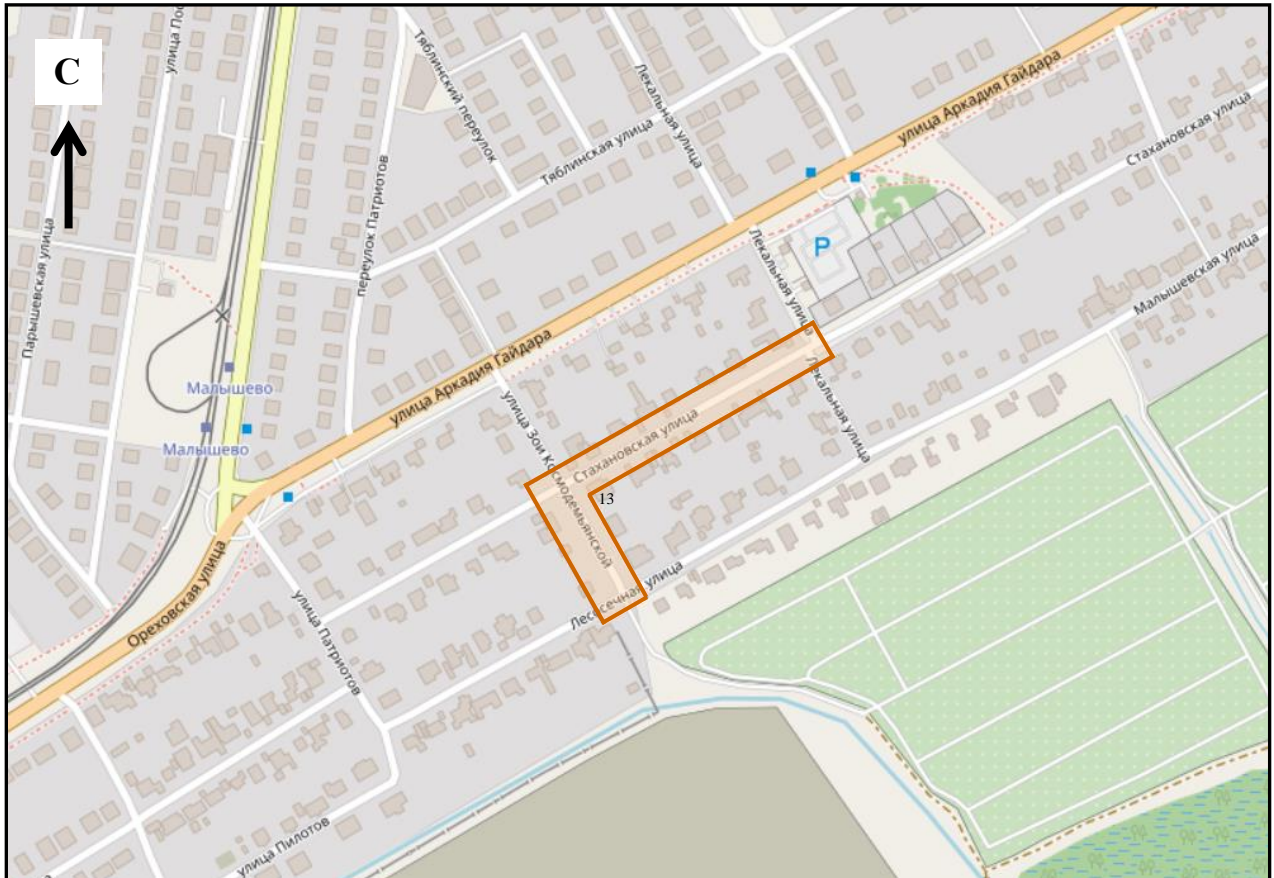 улица Пос
С
Тяблинский переулок
Лекальная улица
улица Аркадия Гайдара
Стахановская улица
Тяблинская улица
переулок Патриотов
Парышевская улица
Р
Лекальная улица
Малышевская улица
Малышево
улица Аркадия Гайдара
Лекальная улица
Малышево
улица Зои Космодемьянской
Стахановская улица
13
Ореховская улица
улица Патриотов
Лесосечная улица
улица Пилотов